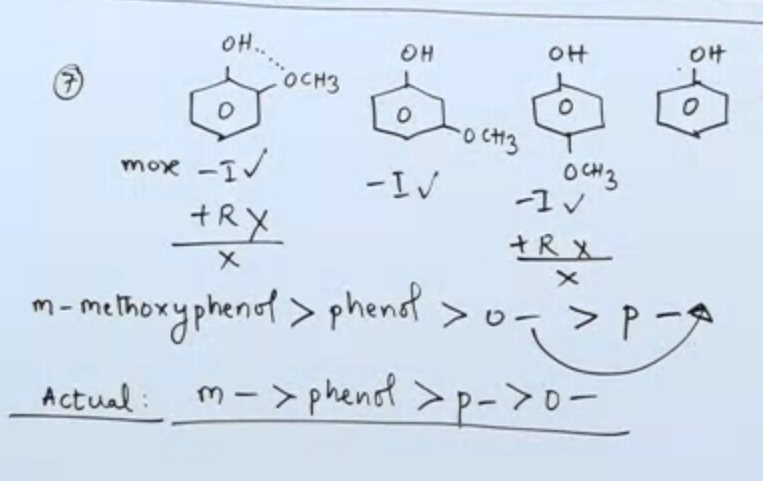 ⑦
OH OCH3 OH OCH3 OH OCH3 OH
more -I✓ -I✓ -I✓
+R X +R X
X X
m-methoxyphenol > phenol > o- > p-
Actual: m- > phenol > p- > o-